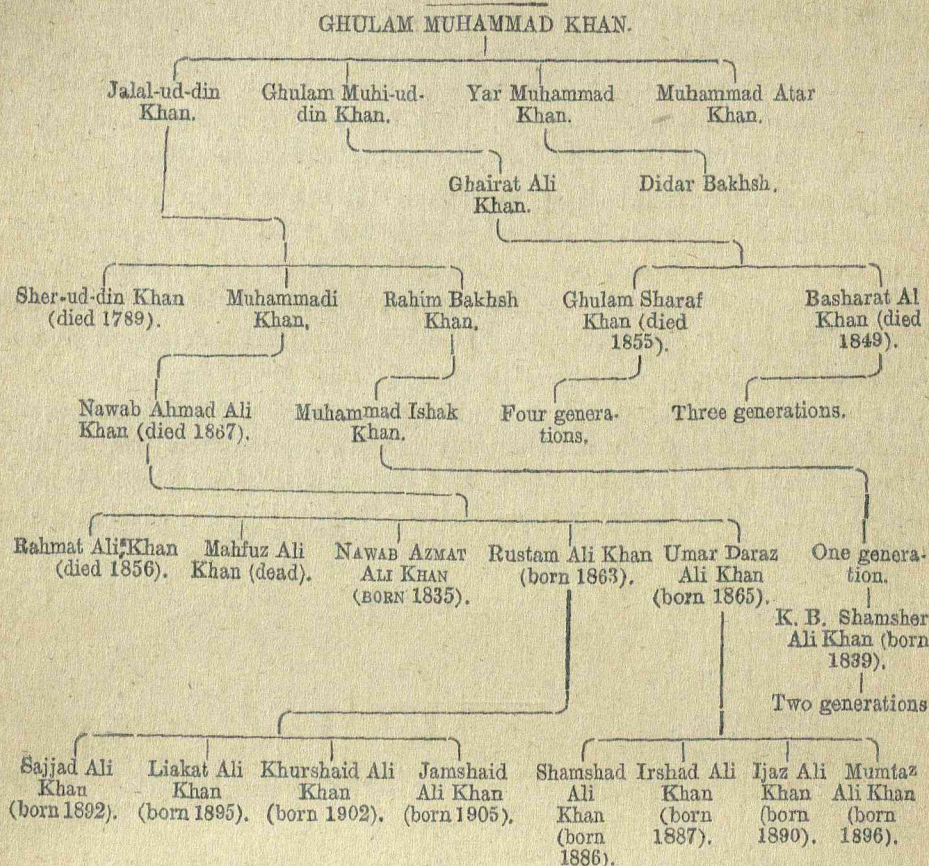 GHULAM MUHAMMAD KHAN.
Jalal-ud-din
Khan.
Ghulam Muhi-ud-
din Khan.
Yar Muhammad
Khan.
Muhammad Atar
Khan.
Ghairat Ali
Khan.
Didar Bakhsh.
Sher-ud-din Khan
(died 1789).
Muhammadi
Khan.
Rahim Bakhsh
Khan.
Ghulam Sharaf
Khan (died
1855).
Basharat Al
Khan (died
1849).
Nawab Ahmad Ali
Khan (died 1867).
Muhammad Ishak
Khan.
Four genera-
tions.
Three generations.
Rahmat Ali Khan
(died 1856).
Mahfuz Ali
Khan (dead).
NAWAB AZMAT
ALI KHAN
(BORN 1835).
Rustam Ali Khan
(born 1863).
Umar Daraz
Ali Khan
(born 1865).
One genera-
tion.
K. B. Shamsher
Ali Khan (born
1839).
Two generations
Sajjad Ali
Khan
(born 1892).
Liakat Ali
Khan
(born 1895).
Khurshaid Ali
Khan
(born 1902).
Jamshaid
Ali Khan
(born 1905).
Shamshad
Ali
Khan
(born
1886).
Irshad Ali
Khan
(born
1887).
Ijaz Ali
Khan
(born
1890).
Mumtaz
Ali Khan
(born
1896).